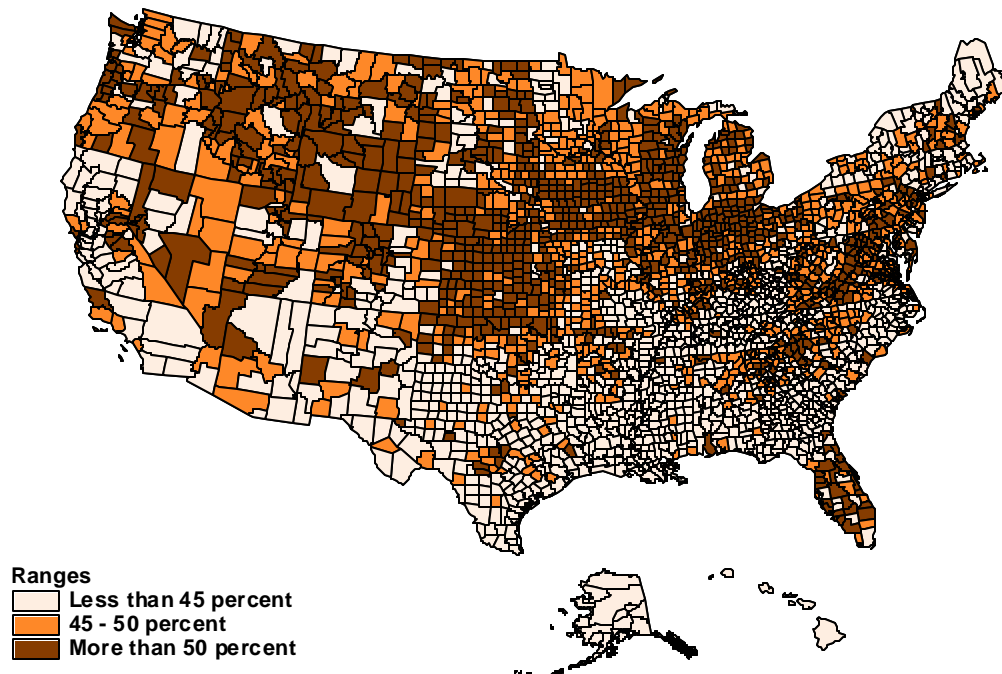 Ranges
Less than 45 percent
45 - 50 percent
More than 50 percent